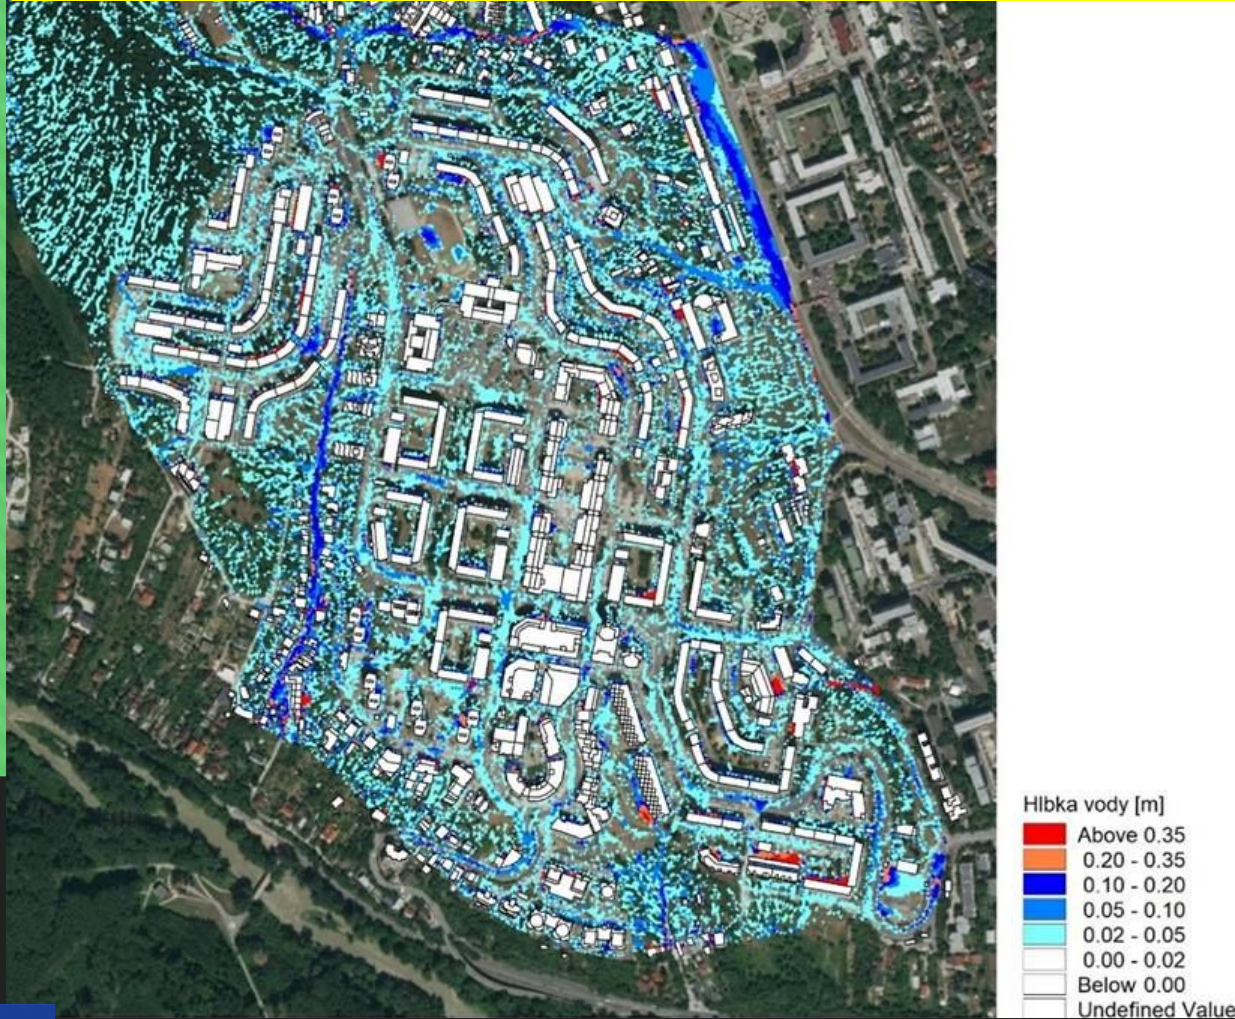 Hlbka vody [m]
Above 0.35
0.20 - 0.35
0.10 - 0.20
0.05 - 0.10
0.02 - 0.05
0.00 - 0.02
Below 0.00
Undefined Value